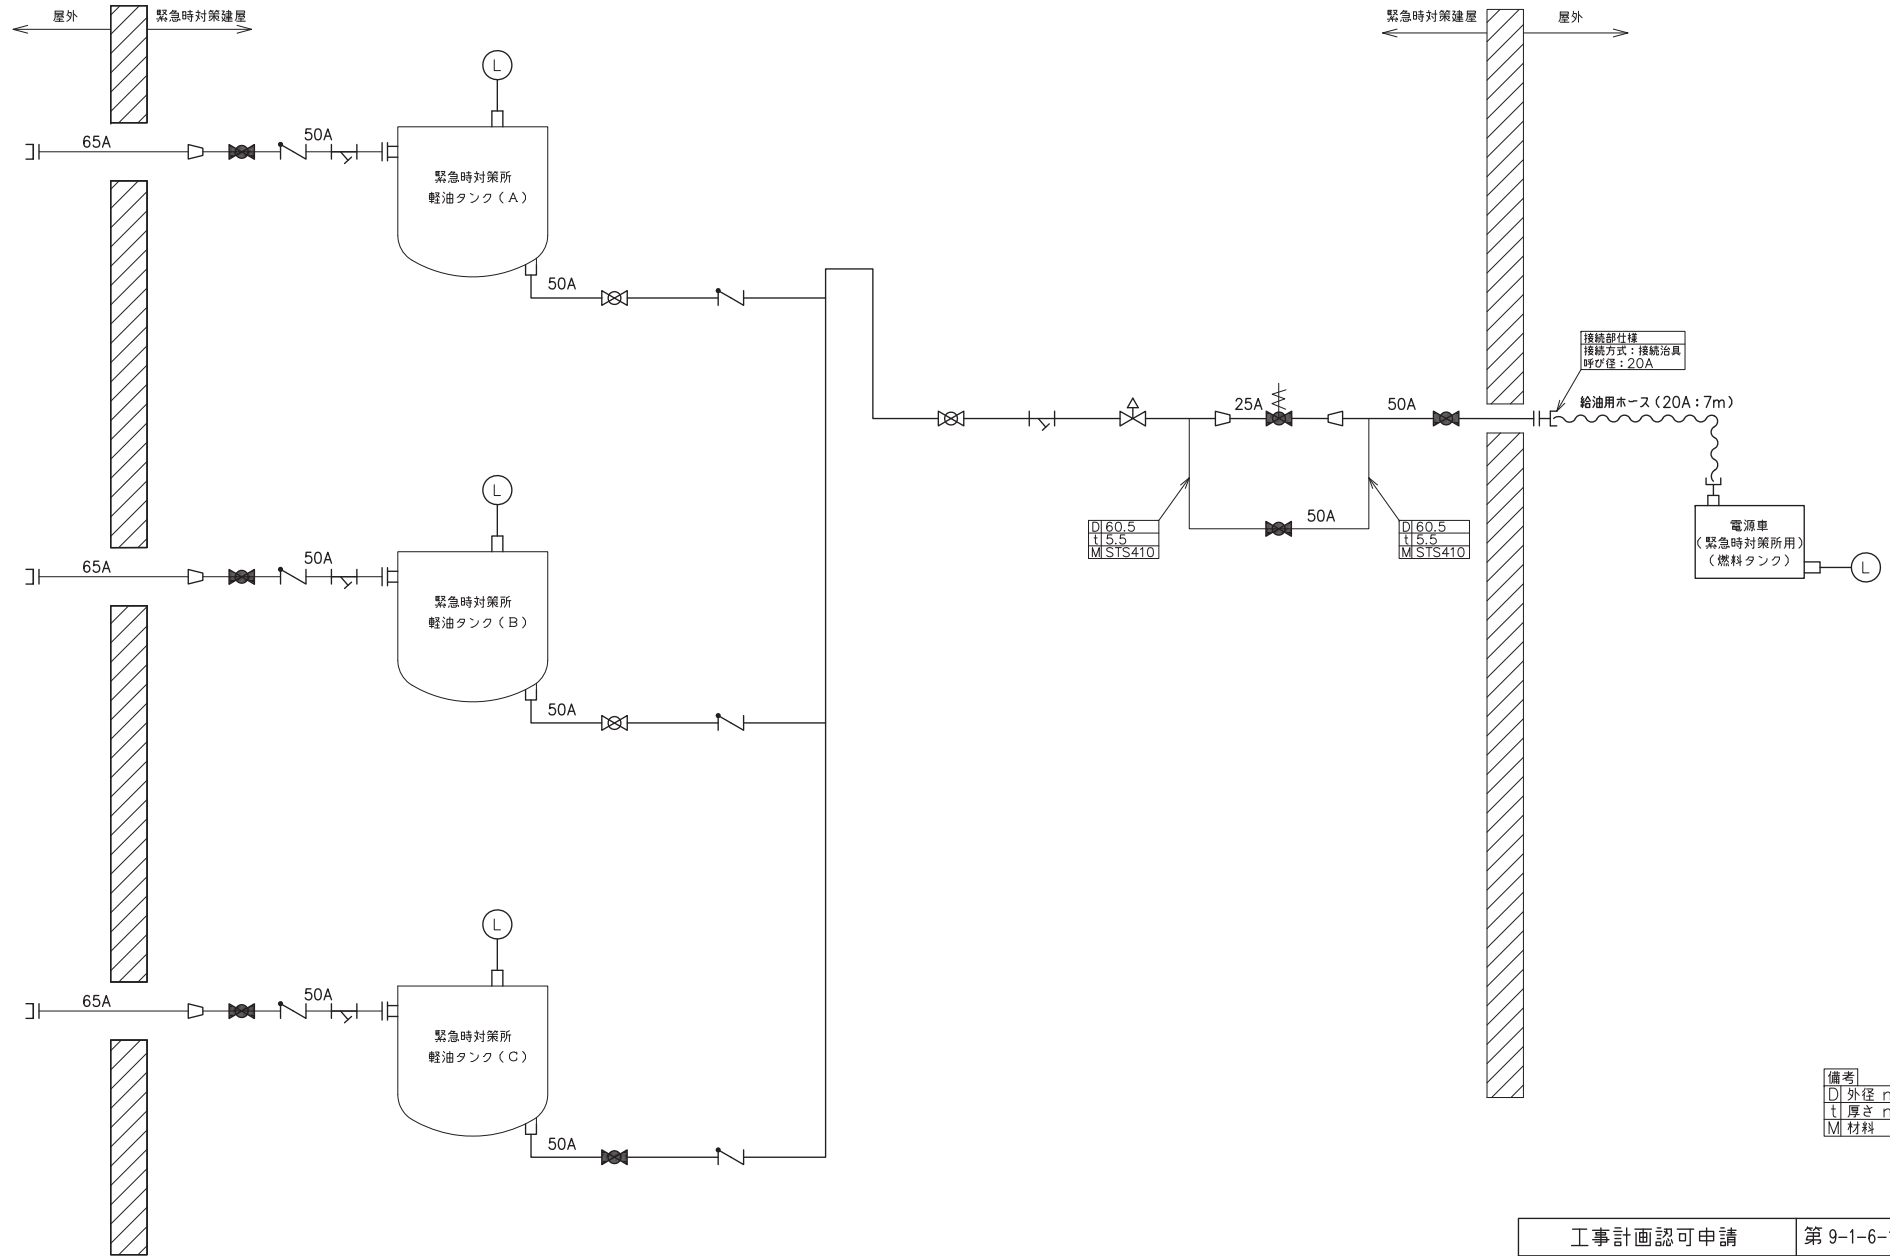 屋外
緊急時対策建屋
緊急時対策建屋
屋外
L
65A
50A
緊急時対策所
軽油タンク(A)
50A
接続部仕様
接続方式:接続治具
呼び径:20A
25A
50A
給油用ホース(20A:7m)
L
D 60.5
t 5.5
M STS410
50A
D 60.5
t 5.5
M STS410
電源車
(緊急時対策所用)
(燃料タンク)
L
65A
50A
緊急時対策所
軽油タンク(B)
50A
L
65A
50A
緊急時対策所
軽油タンク(C)
50A
備考
D 外径
t 厚さ
M 材料
工事計画認可申請
第 9-1-6-